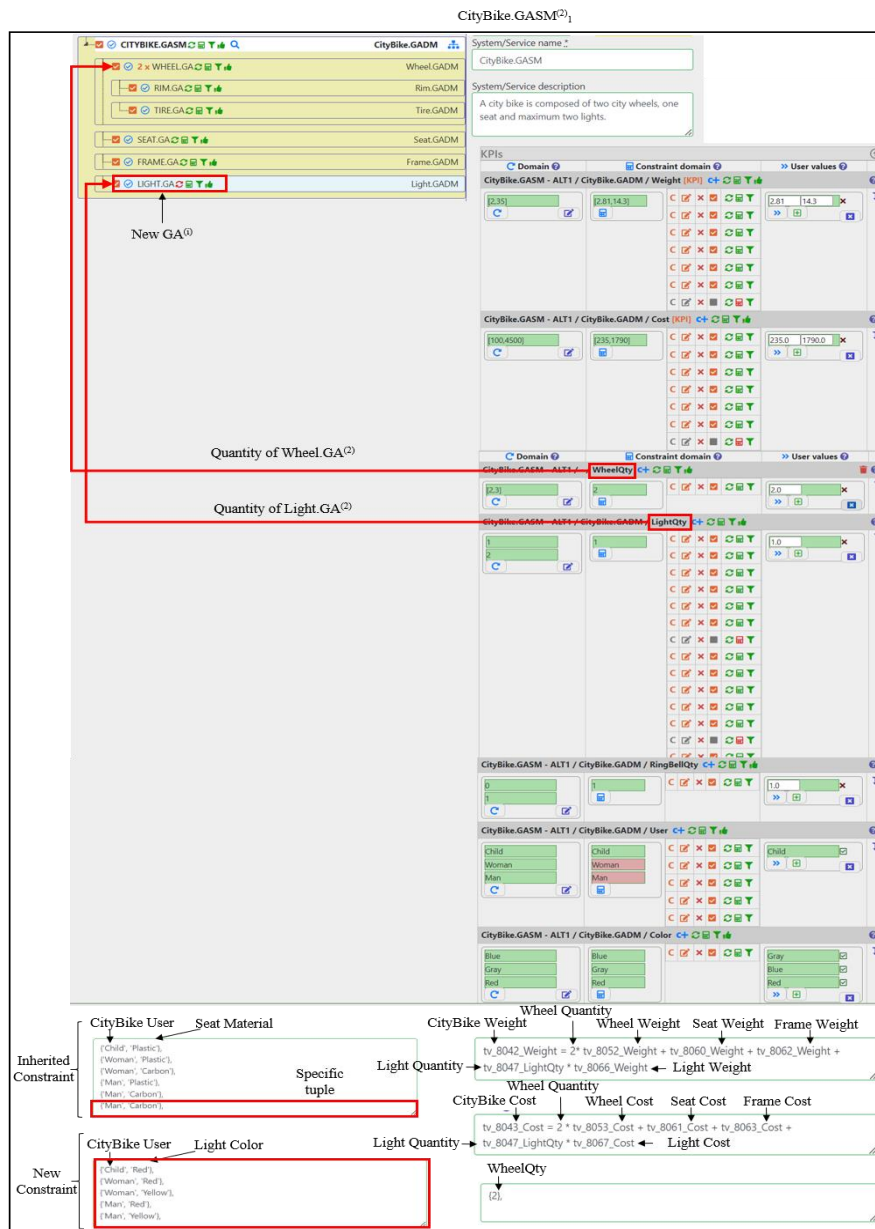 CityBike.GASM(2)1
CITYBIKE.GASM CityBike.GADM
2 x WHEEL.GA Wheel.GADM
RIM.GA Rim.GADM
TIRE.GA Tire.GADM
SEAT.GA Seat.GADM
FRAME.GA Frame.GADM
LIGHT.GA Light.GADM
New GA(i)
System/Service name *
CityBike.GASM
System/Service description
A city bike is composed of two city wheels, one
seat and maximum two lights.
KPIs
Domain Constraint domain User values
CityBike.GASM - ALT1 / CityBike.GADM / Weight [KPI]
[2,35] [2.81,14.3] 2.81 14.3
CityBike.GASM - ALT1 / CityBike.GADM / Cost [KPI]
[100,4500] [235,1790] 235.0 1790.0
Domain Constraint domain User values
Quantity of Wheel.GA(2)
CityBike.GASM - ALT1 / - / WheelQty
[2,3] 2 2.0
Quantity of Light.GA(2)
CityBike.GASM - ALT1 / CityBike.GADM / LightQty
1 1 1.0
2
CityBike.GASM - ALT1 / CityBike.GADM / RingBellQty
0 1 1.0
1
CityBike.GASM - ALT1 / CityBike.GADM / User
Child Child Child
Woman Woman
Man Man
CityBike.GASM - ALT1 / CityBike.GADM / Color
Blue Blue Gray
Gray Gray Blue
Red Red Red
Inherited
Constraint
CityBike User Seat Material
('Child', 'Plastic'),
('Woman', 'Plastic'),
('Woman', 'Carbon'),
('Man', 'Plastic'),
('Man', 'Carbon'),
('Man', 'Carbon'),
Specific
tuple
New
Constraint
CityBike User Light Color
('Child', 'Red'),
('Woman', 'Red'),
('Woman', 'Yellow'),
('Man', 'Red'),
('Man', 'Yellow'),
Wheel Quantity
CityBike Weight Wheel Weight Seat Weight Frame Weight
tv_8042_Weight = 2* tv_8052_Weight + tv_8060_Weight + tv_8062_Weight +
Light Quantity tv_8047_LightQty * tv_8066_Weight Light Weight
Wheel Quantity
CityBike Cost Wheel Cost Seat Cost Frame Cost
tv_8043_Cost = 2 * tv_8053_Cost + tv_8061_Cost + tv_8063_Cost +
Light Quantity tv_8047_LightQty * tv_8067_Cost Light Cost
WheelQty
(2),